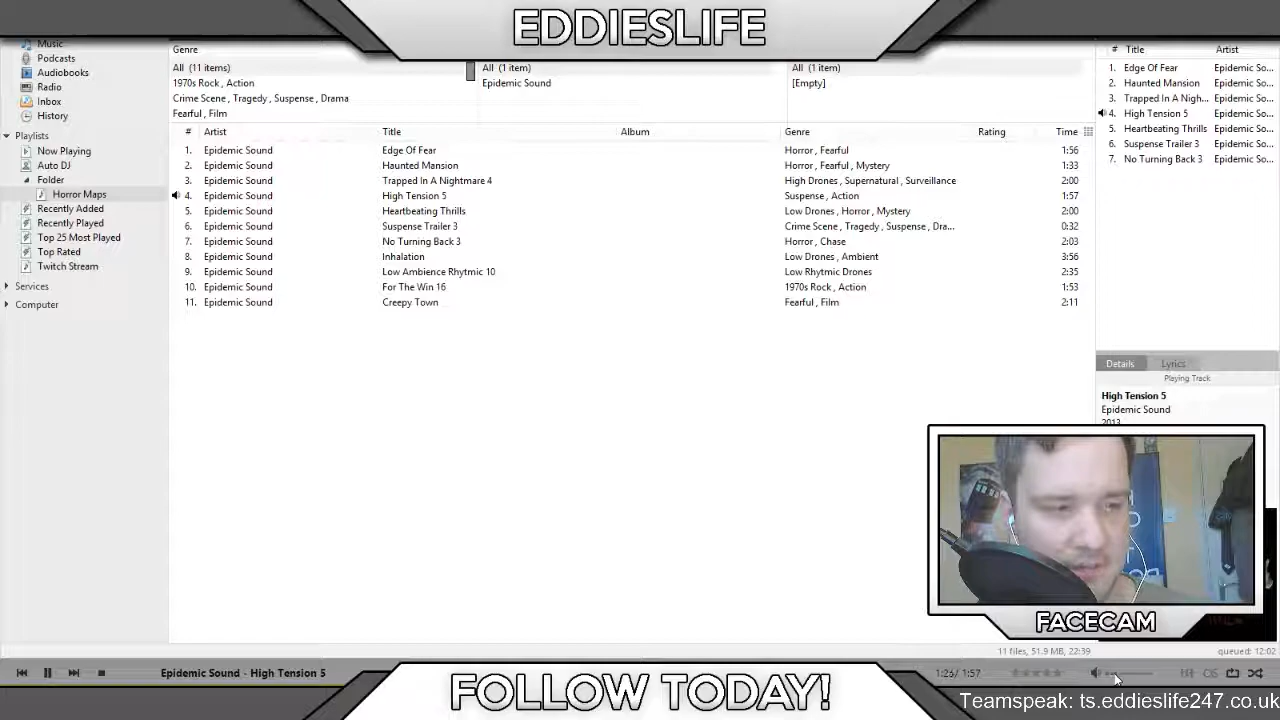 EDDIESLIFE
Music
Podcasts
Audiobooks
Radio
Inbox
History
Playlists
Now Playing
Auto DJ
Folder
Horror Maps
Recently Added
Recently Played
Top 25 Most Played
Top Rated
Twitch Stream
Services
Computer
Genre
All (11 items)
1970s Rock , Action
Crime Scene , Tragedy , Suspense , Drama
Fearful , Film
All (1 item)
Epidemic Sound
All (1 item)
[Empty]
# Artist Title Album Genre Rating Time
1. Epidemic Sound Edge Of Fear Horror , Fearful 1:56
2. Epidemic Sound Haunted Mansion Horror , Fearful , Mystery 1:33
3. Epidemic Sound Trapped In A Nightmare 4 High Drones , Supernatural , Surveillance 2:00
4. Epidemic Sound High Tension 5 Suspense , Action 1:57
5. Epidemic Sound Heartbeating Thrills Low Drones , Horror , Mystery 2:00
6. Epidemic Sound Suspense Trailer 3 Crime Scene , Tragedy , Suspense , Dra... 0:32
7. Epidemic Sound No Turning Back 3 Horror , Chase 2:03
8. Epidemic Sound Inhalation Low Drones , Ambient 3:56
9. Epidemic Sound Low Ambience Rhytmic 10 Low Rhythmic Drones 2:35
10. Epidemic Sound For The Win 16 1970s Rock , Action 1:53
11. Epidemic Sound Creepy Town Fearful , Film 2:11
# Title Artist
1. Edge Of Fear Epidemic So...
2. Haunted Mansion Epidemic So...
3. Trapped In A Nigh... Epidemic So...
4. High Tension 5 Epidemic So...
5. Heartbeating Thrills Epidemic So...
6. Suspense Trailer 3 Epidemic So...
7. No Turning Back 3 Epidemic So...
Details Lyrics
Playing Track
High Tension 5
Epidemic Sound
2013
FACECAM
11 files, 51.9 MB, 22:39 queued: 12:02
Epidemic Sound - High Tension 5 1:26/ 1:57
FOLLOW TODAY!
Teamspeak: ts.eddieslife247.co.uk